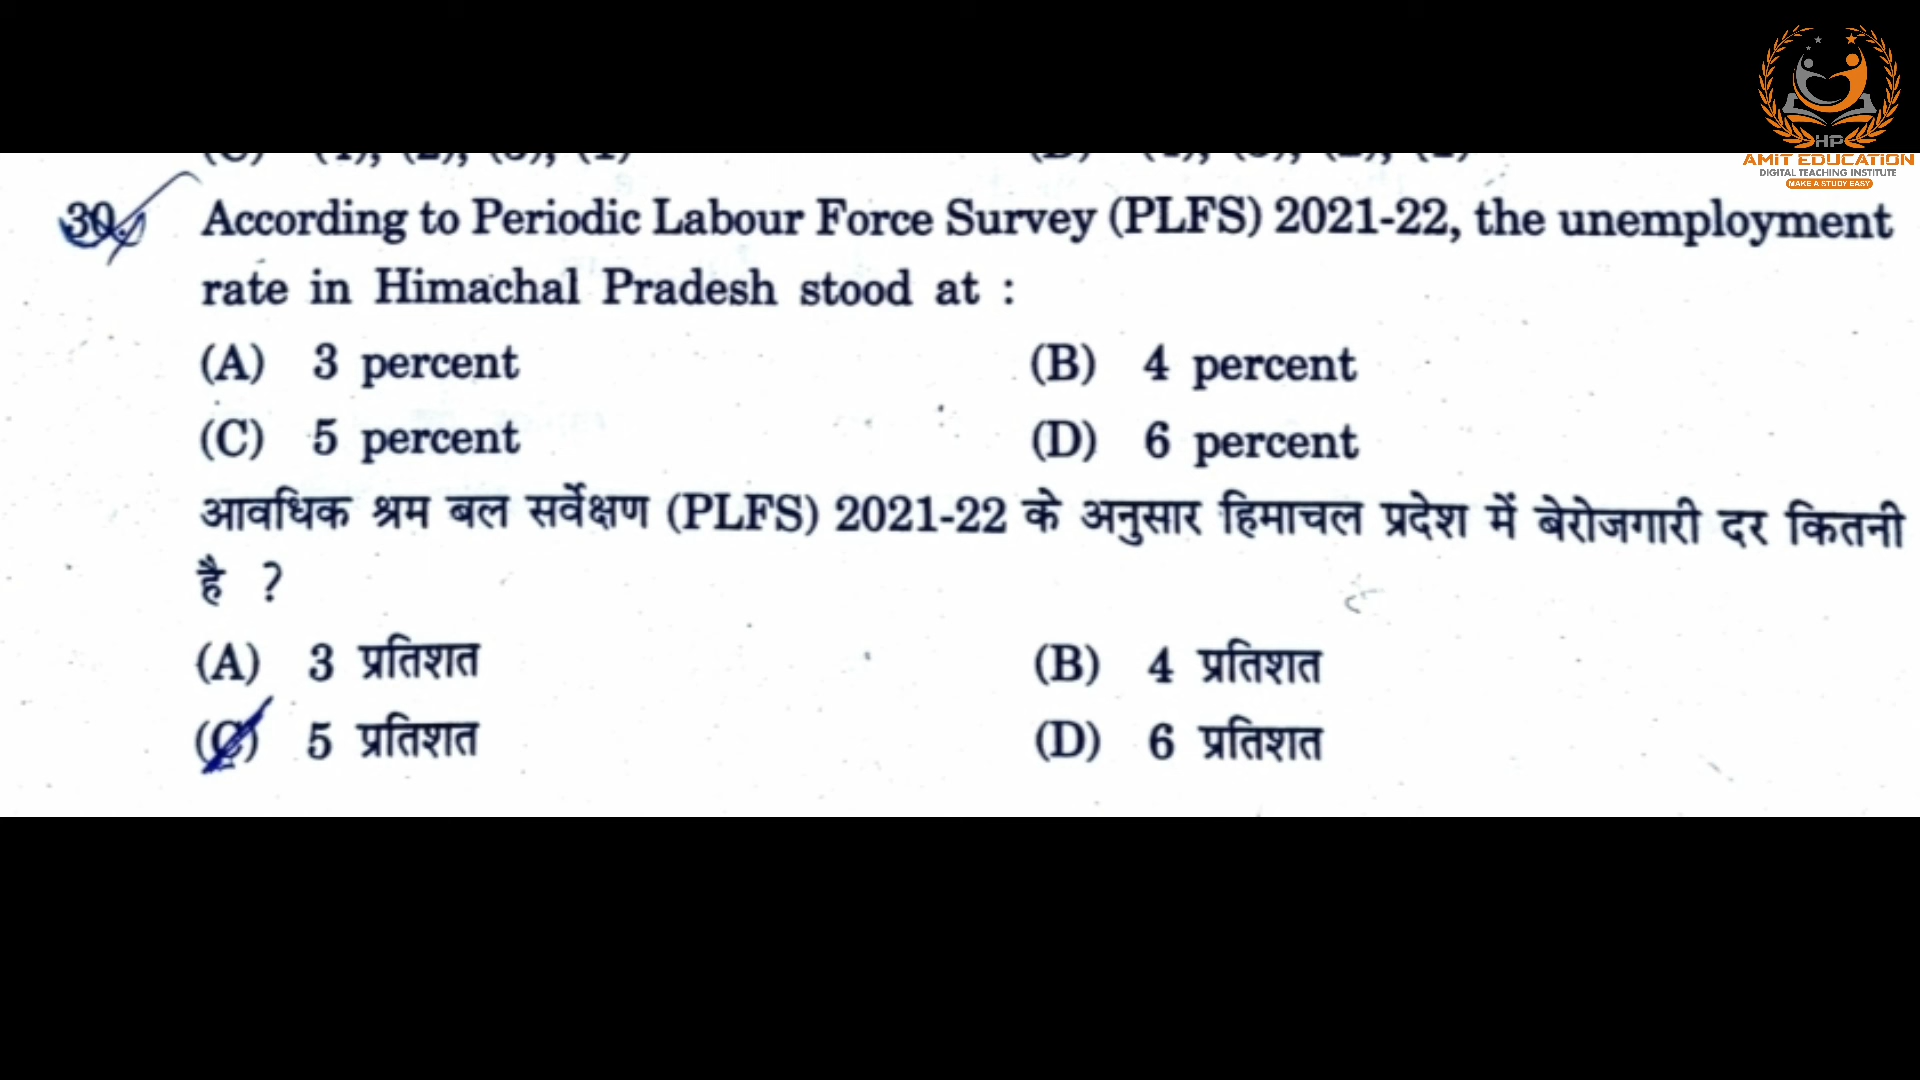 HP
AMIT EDUCATION
DIGITAL TEACHING INSTITUTE
MAKE A STUDY EASY
30. According to Periodic Labour Force Survey (PLFS) 2021-22, the unemployment
rate in Himachal Pradesh stood at :
(A) 3 percent (B) 4 percent
(C) 5 percent (D) 6 percent
आवधिक श्रम बल सर्वेक्षण (PLFS) 2021-22 के अनुसार हिमाचल प्रदेश में बेरोजगारी दर कितनी
है ?
(A) 3 प्रतिशत (B) 4 प्रतिशत
(C) 5 प्रतिशत (D) 6 प्रतिशत